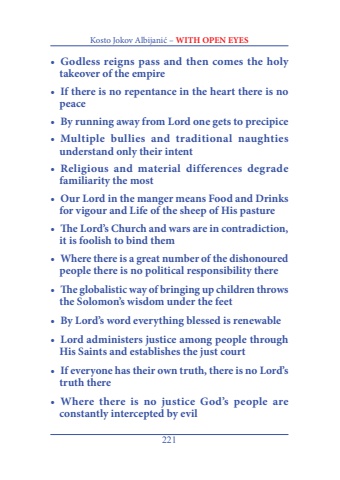 Kosto Jokov Albijanić – WITH OPEN EYES
• Godless reigns pass and then comes the holy
takeover of the empire
• If there is no repentance in the heart there is no
peace
• By running away from Lord one gets to precipice
• Multiple bullies and traditional naughties
understand only their intent
• Religious and material differences degrade
familiarity the most
• Our Lord in the manger means Food and Drinks
for vigour and Life of the sheep of His pasture
• The Lord's Church and wars are in contradiction,
it is foolish to bind them
• Where there is a great number of the dishonoured
people there is no political responsibility there
• The globalistic way of bringing up children throws
the Solomon's wisdom under the feet
• By Lord's word everything blessed is renewable
• Lord administers justice among people through
His Saints and establishes the just court
• If everyone has their own truth, there is no Lord's
truth there
• Where there is no justice God's people are
constantly intercepted by evil
221